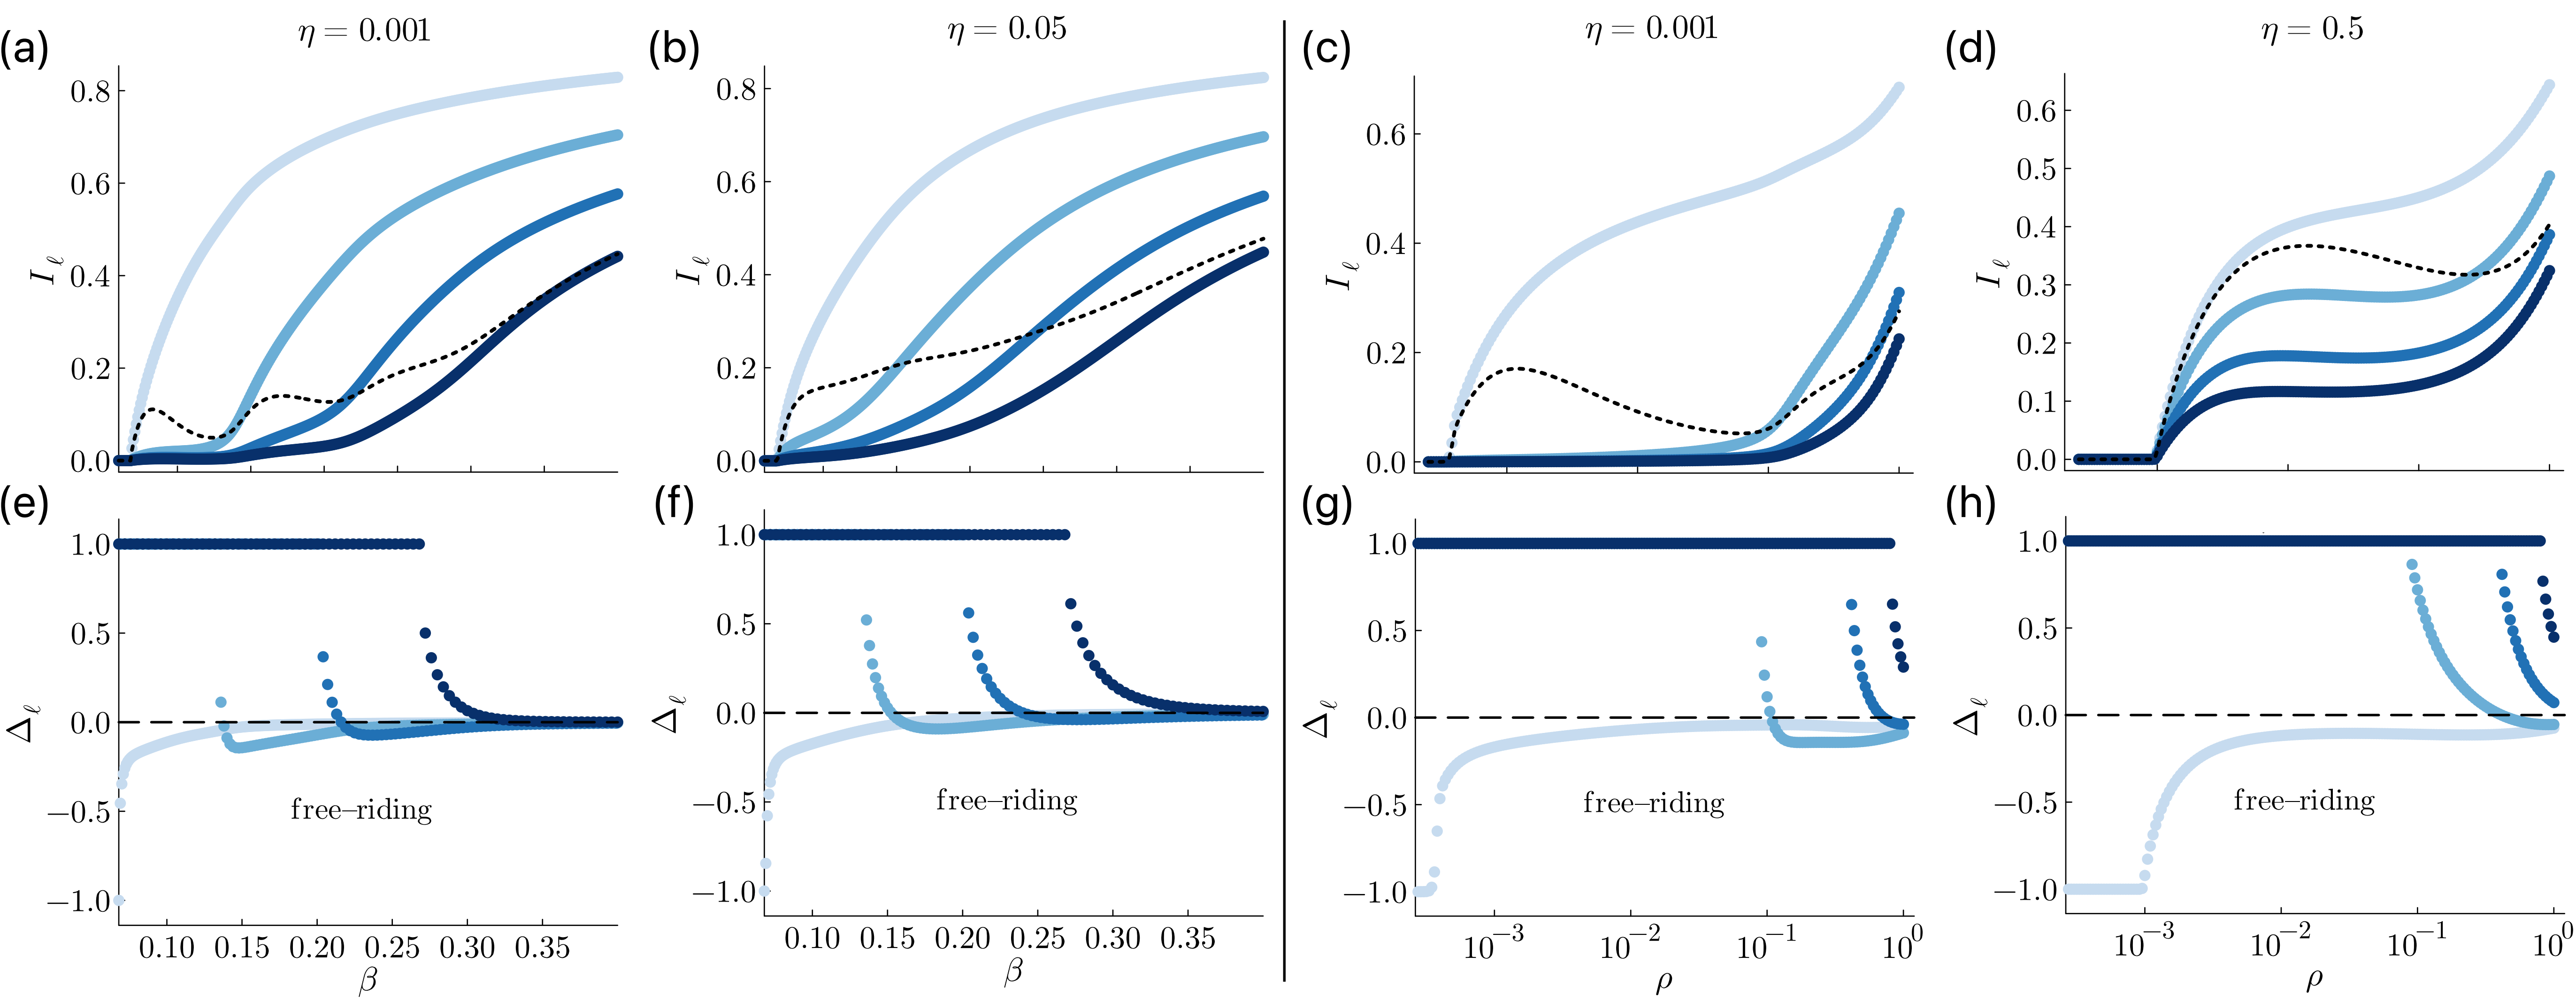 (a)
η = 0.001
I_ℓ
0.8
0.6
0.4
0.2
0.0
(b)
η = 0.05
I_ℓ
0.8
0.6
0.4
0.2
0.0
(c)
η = 0.001
I_ℓ
0.6
0.4
0.2
0.0
(d)
η = 0.5
I_ℓ
0.6
0.5
0.4
0.3
0.2
0.1
0.0
(e)
Δ_ℓ
1.0
0.5
0.0
−0.5
−1.0
free–riding
0.10 0.15 0.20 0.25 0.30 0.35
β
(f)
Δ_ℓ
1.0
0.5
0.0
−0.5
−1.0
free–riding
0.10 0.15 0.20 0.25 0.30 0.35
β
(g)
Δ_ℓ
1.0
0.5
0.0
−0.5
−1.0
free–riding
10⁻³ 10⁻² 10⁻¹ 10⁰
ρ
(h)
Δ_ℓ
1.0
0.5
0.0
−0.5
−1.0
free–riding
10⁻³ 10⁻² 10⁻¹ 10⁰
ρ